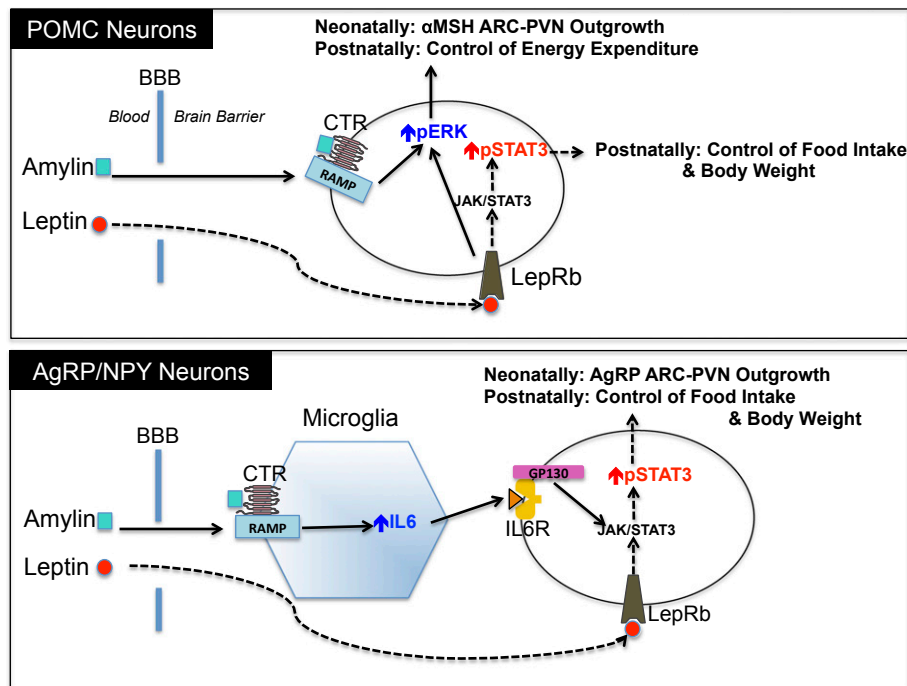 POMC Neurons
Neonatally: αMSH ARC-PVN Outgrowth
Postnatally: Control of Energy Expenditure
BBB
Blood Brain Barrier
CTR
pERK
pSTAT3
Amylin
RAMP
Postnatally: Control of Food Intake
& Body Weight
JAK/STAT3
Leptin
LepRb
AgRP/NPY Neurons
Neonatally: AgRP ARC-PVN Outgrowth
Postnatally: Control of Food Intake
& Body Weight
Microglia
BBB
CTR
GP130
pSTAT3
Amylin
RAMP
IL6
IL6R
JAK/STAT3
Leptin
LepRb